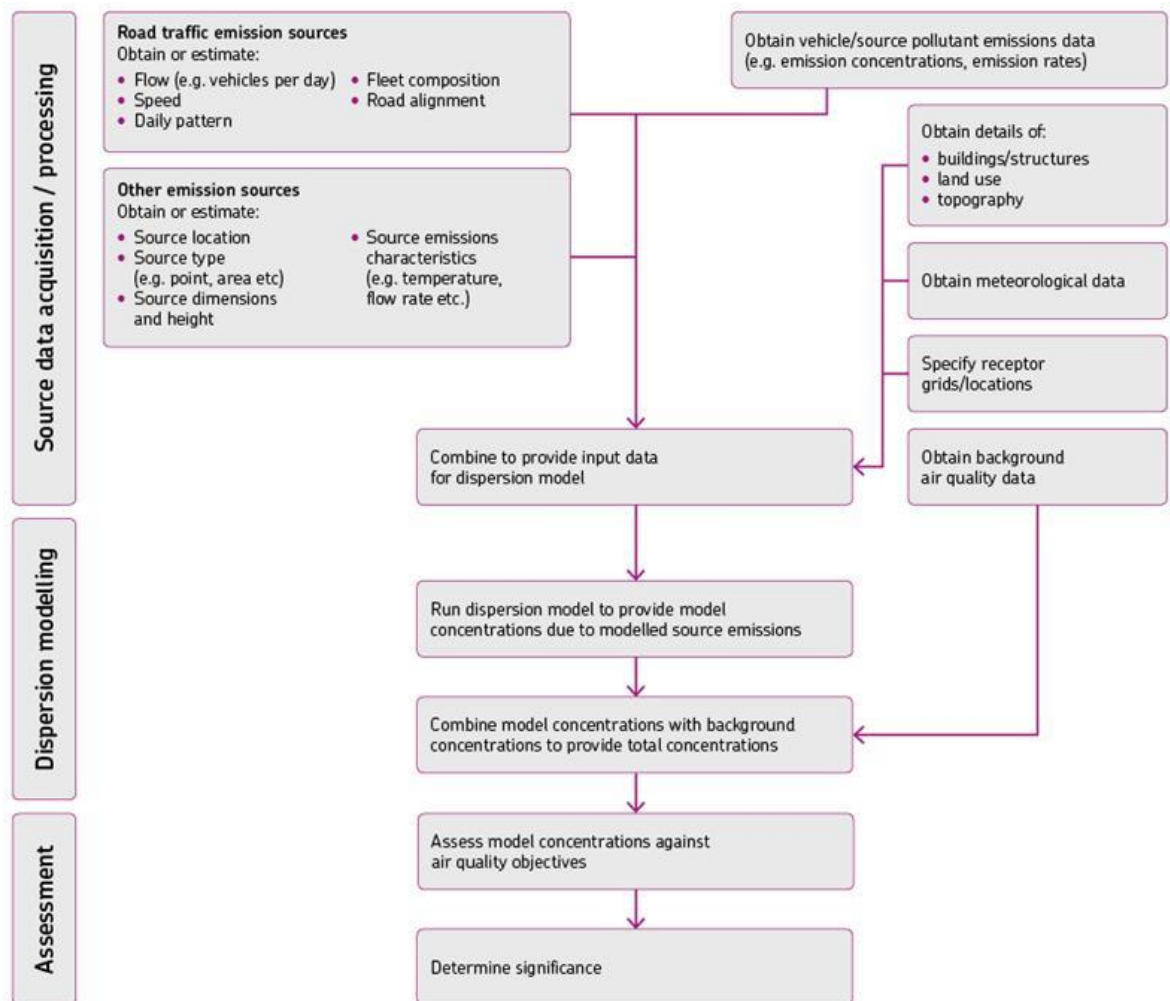 Source data acquisition / processing
Road traffic emission sources
Obtain or estimate:
• Flow (e.g. vehicles per day)
• Speed
• Daily pattern
• Fleet composition
• Road alignment
Obtain vehicle/source pollutant emissions data
(e.g. emission concentrations, emission rates)
Other emission sources
Obtain or estimate:
• Source location
• Source type
(e.g. point, area etc)
• Source dimensions
and height
• Source emissions
characteristics
(e.g. temperature,
flow rate etc.)
Obtain details of:
• buildings/structures
• land use
• topography
Obtain meteorological data
Specify receptor
grids/locations
Combine to provide input data
for dispersion model
Obtain background
air quality data
Dispersion modelling
Run dispersion model to provide model
concentrations due to modelled source emissions
Combine model concentrations with background
concentrations to provide total concentrations
Assessment
Assess model concentrations against
air quality objectives
Determine significance